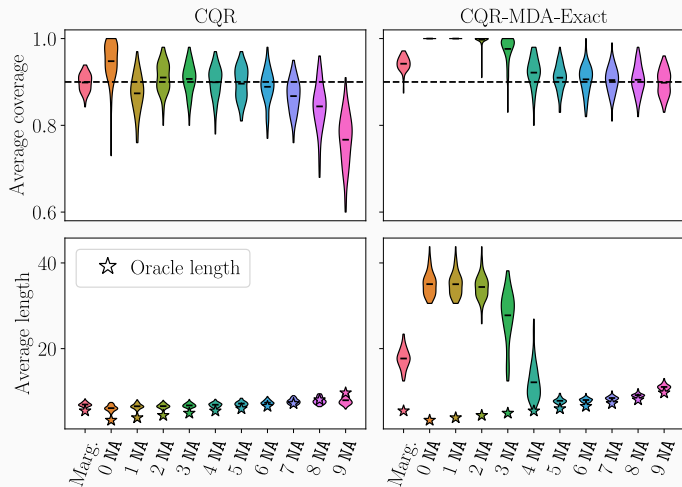 CQR
CQR-MDA-Exact
Average coverage
1.0
0.8
0.6
Average length
40
20
Oracle length
Marg.
0 NA
1 NA
2 NA
3 NA
4 NA
5 NA
6 NA
7 NA
8 NA
9 NA
Marg.
0 NA
1 NA
2 NA
3 NA
4 NA
5 NA
6 NA
7 NA
8 NA
9 NA